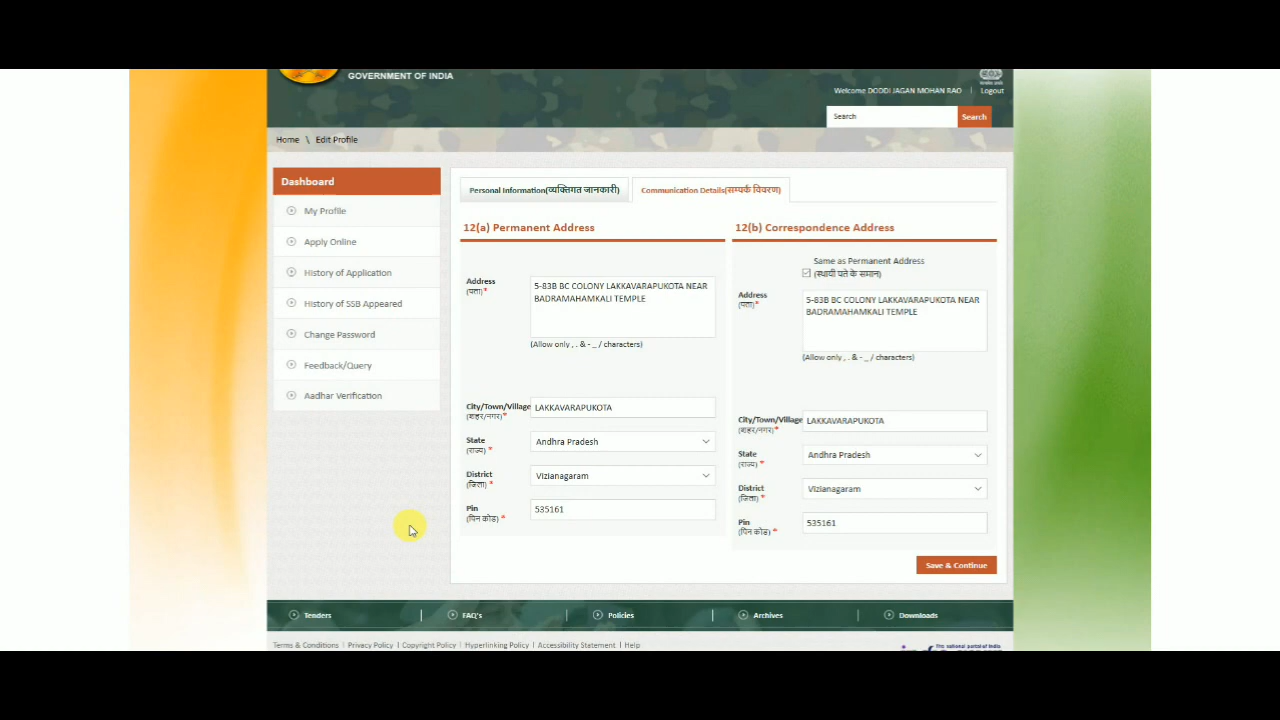 GOVERNMENT OF INDIA
Welcome DODDI JAGAN MOHAN RAO | Logout
Search Search
Home \ Edit Profile
Dashboard
My Profile
Apply Online
History of Application
History of SSB Appeared
Change Password
Feedback/Query
Aadhar Verification
Personal Information(व्यक्तिगत जानकारी) Communication Details(सम्पर्क विवरण)
12(a) Permanent Address
Address
(पता)*
5-83B BC COLONY LAKKAVARAPUKOTA NEAR
BADRAMAHAMKALI TEMPLE
(Allow only , . & - _ / characters)
City/Town/Village LAKKAVARAPUKOTA
(शहर/नगर)*
State Andhra Pradesh
(राज्य) *
District Vizianagaram
(जिला) *
Pin 535161
(पिन कोड) *
12(b) Correspondence Address
Same as Permanent Address
(स्थायी पते के समान)
Address
(पता)*
5-83B BC COLONY LAKKAVARAPUKOTA NEAR
BADRAMAHAMKALI TEMPLE
(Allow only , . & - _ / characters)
City/Town/Village LAKKAVARAPUKOTA
(शहर/नगर)*
State Andhra Pradesh
(राज्य) *
District Vizianagaram
(जिला) *
Pin 535161
(पिन कोड) *
Save & Continue
Tenders | FAQ's | Policies | Archives | Downloads
Terms & Conditions | Privacy Policy | Copyright Policy | Hyperlinking Policy | Accessibility Statement | Help
The national portal of India